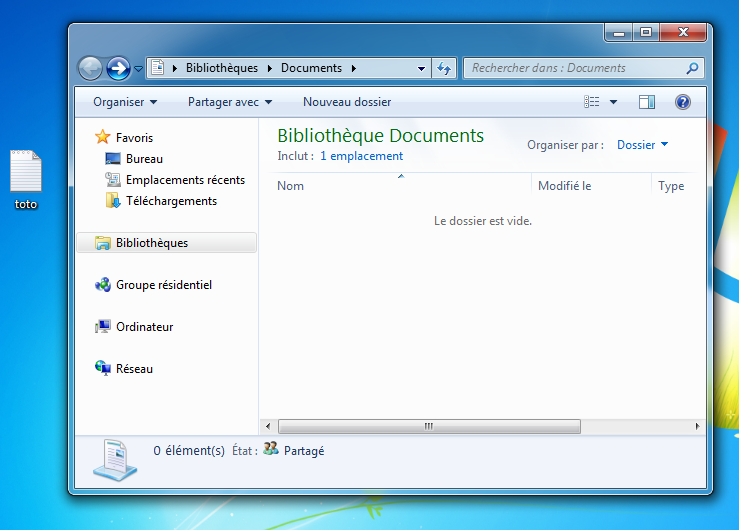 Bibliothèques Documents
Rechercher dans : Documents
Organiser Partager avec Nouveau dossier
toto
Favoris
Bureau
Emplacements récents
Téléchargements
Bibliothèques
Groupe résidentiel
Ordinateur
Réseau
Bibliothèque Documents
Inclut : 1 emplacement
Organiser par : Dossier
Nom Modifié le Type
Le dossier est vide.
0 élément(s) État : Partagé